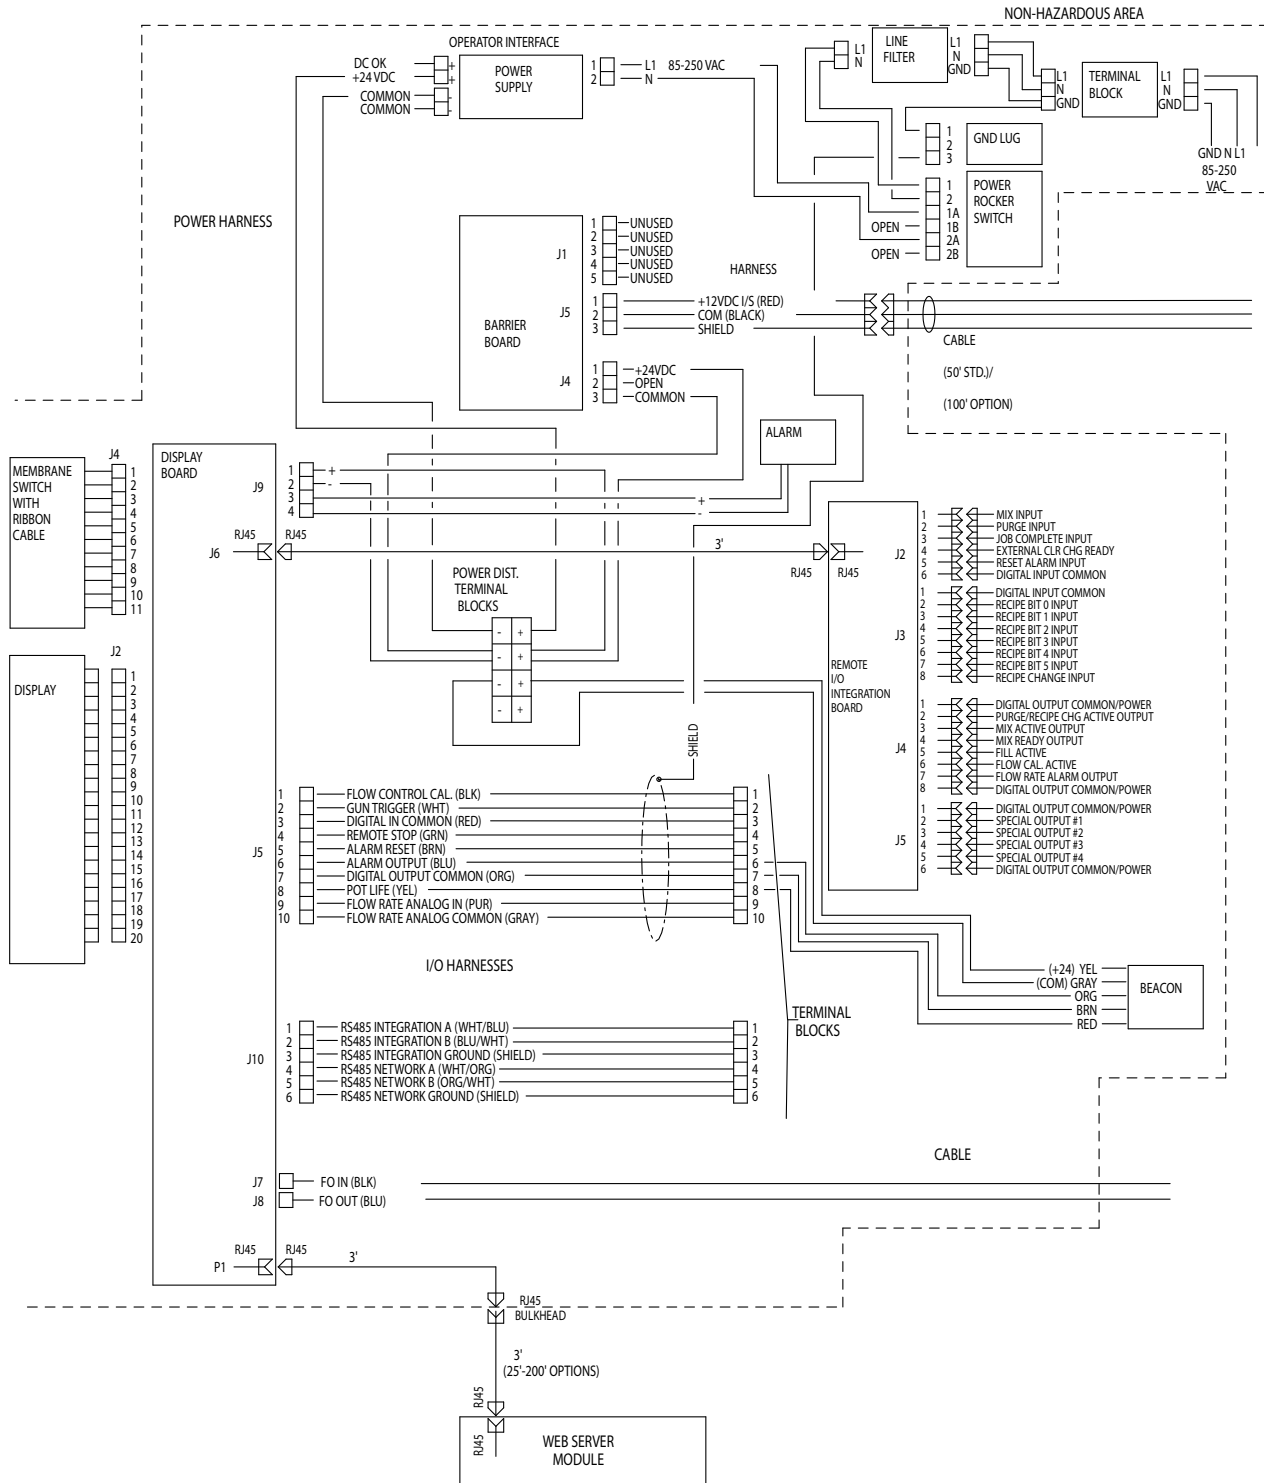 NON-HAZARDOUS AREA
OPERATOR INTERFACE
DC OK
+24 VDC
COMMON
COMMON
+
+
-
-
POWER
SUPPLY
1
2
L1 85-250 VAC
N
L1
N
LINE
FILTER
L1
N
GND
L1
N
GND
TERMINAL
BLOCK
L1
N
GND
GND N L1
85-250
VAC
1
2
3
GND LUG
1
2
1A
1B
2A
2B
OPEN
OPEN
POWER
ROCKER
SWITCH
POWER HARNESS
BARRIER
BOARD
J1
1 UNUSED
2 UNUSED
3 UNUSED
4 UNUSED
5 UNUSED
HARNESS
J5
1 +12VDC I/S (RED)
2 COM (BLACK)
3 SHIELD
CABLE
(50' STD.)/
(100' OPTION)
J4
1 +24VDC
2 OPEN
3 COMMON
ALARM
MEMBRANE
SWITCH
WITH
RIBBON
CABLE
J4
1
2
3
4
5
6
7
8
9
10
11
DISPLAY
BOARD
J9
1 +
2 -
3
4
+
-
J6
RJ45 RJ45
3'
RJ45 RJ45
POWER DIST.
TERMINAL
BLOCKS
- +
- +
- +
- +
DISPLAY
J2
1
2
3
4
5
6
7
8
9
10
11
12
13
14
15
16
17
18
19
20
REMOTE
I/O
INTEGRATION
BOARD
J2
1 MIX INPUT
2 PURGE INPUT
3 JOB COMPLETE INPUT
4 EXTERNAL CLR CHG READY
5 RESET ALARM INPUT
6 DIGITAL INPUT COMMON
J3
1 DIGITAL INPUT COMMON
2 RECIPE BIT 0 INPUT
3 RECIPE BIT 1 INPUT
4 RECIPE BIT 2 INPUT
5 RECIPE BIT 3 INPUT
6 RECIPE BIT 4 INPUT
7 RECIPE BIT 5 INPUT
8 RECIPE CHANGE INPUT
J4
1 DIGITAL OUTPUT COMMON/POWER
2 PURGE/RECIPE CHG ACTIVE OUTPUT
3 MIX ACTIVE OUTPUT
4 MIX READY OUTPUT
5 FILL ACTIVE
6 FLOW CAL. ACTIVE
7 FLOW RATE ALARM OUTPUT
8 DIGITAL OUTPUT COMMON/POWER
J5
1 DIGITAL OUTPUT COMMON/POWER
2 SPECIAL OUTPUT #1
3 SPECIAL OUTPUT #2
4 SPECIAL OUTPUT #3
5 SPECIAL OUTPUT #4
6 DIGITAL OUTPUT COMMON/POWER
SHIELD
J5
1 FLOW CONTROL CAL. (BLK) 1
2 GUN TRIGGER (WHT) 2
3 DIGITAL IN COMMON (RED) 3
4 REMOTE STOP (GRN) 4
5 ALARM RESET (BRN) 5
6 ALARM OUTPUT (BLU) 6
7 DIGITAL OUTPUT COMMON (ORG) 7
8 POT LIFE (YEL) 8
9 FLOW RATE ANALOG IN (PUR) 9
10 FLOW RATE ANALOG COMMON (GRAY) 10
I/O HARNESSES
TERMINAL
BLOCKS
(+24) YEL
(COM) GRAY
ORG
BRN
RED
BEACON
J10
1 RS485 INTEGRATION A (WHT/BLU) 1
2 RS485 INTEGRATION B (BLU/WHT) 2
3 RS485 INTEGRATION GROUND (SHIELD) 3
4 RS485 NETWORK A (WHT/ORG) 4
5 RS485 NETWORK B (ORG/WHT) 5
6 RS485 NETWORK GROUND (SHIELD) 6
CABLE
J7 FO IN (BLK)
J8 FO OUT (BLU)
P1
RJ45 RJ45
3'
RJ45
BULKHEAD
3'
(25'-200' OPTIONS)
RJ45
RJ45
WEB SERVER
MODULE